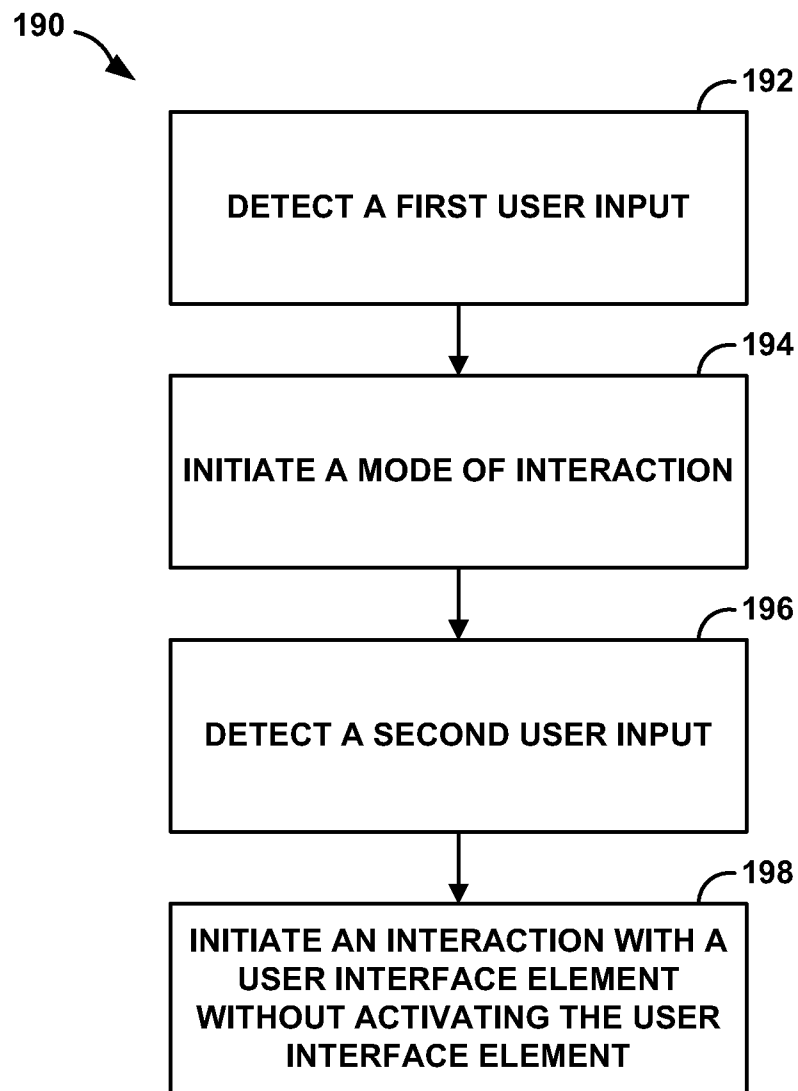 190
192
DETECT A FIRST USER INPUT
194
INITIATE A MODE OF INTERACTION
196
DETECT A SECOND USER INPUT
198
INITIATE AN INTERACTION WITH A
USER INTERFACE ELEMENT
WITHOUT ACTIVATING THE USER
INTERFACE ELEMENT